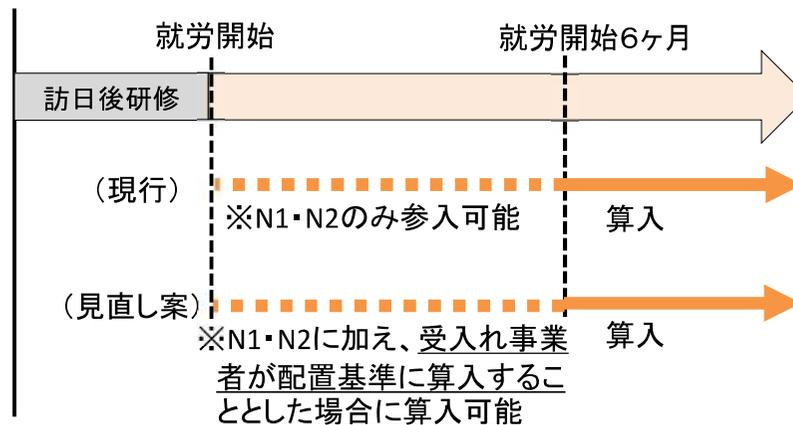 就労開始
就労開始6ヶ月
訪日後研修
（現行）
※N1・N2のみ参入可能
算入
（見直し案）
※N1・N2に加え、受入れ事業
者が配置基準に算入するこ
ととした場合に算入可能
算入